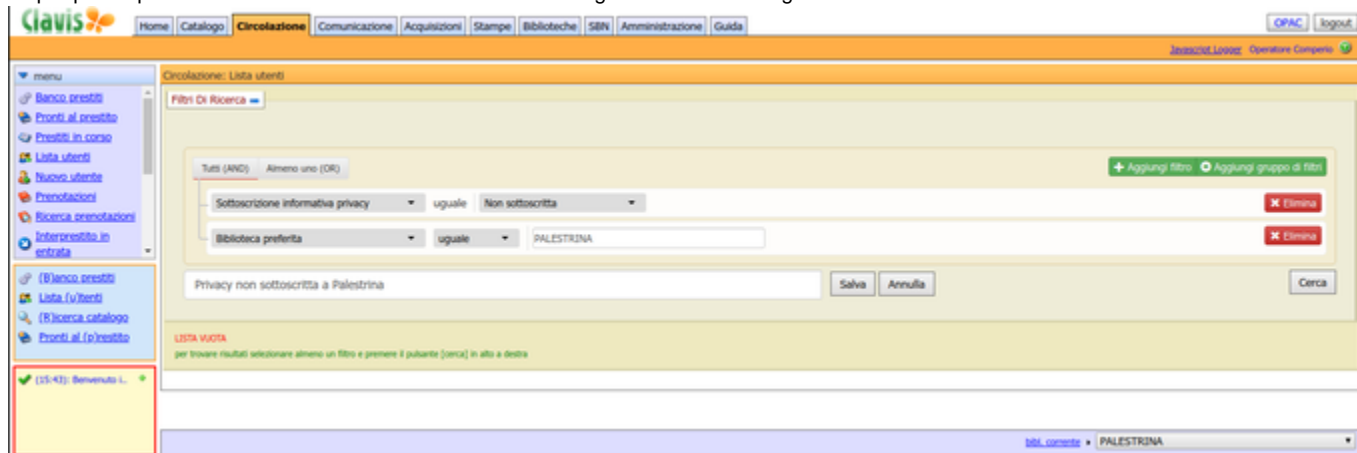 Clavis
Home Catalogo Circolazione Comunicazione Acquisizioni Stampe Biblioteche SBN Amministrazione Guida
OPAC logout
Javascript Logger Operatore Comperio
menu
Banco prestiti
Pronti al prestito
Prestiti in corso
Lista utenti
Nuovo utente
Prenotazioni
Ricerca prenotazioni
Interprestito in
entrata
(B)anco prestiti
Lista (u)tenti
(R)icerca catalogo
Pronti al (p)restito
(15:43): Benvenuto i..
Circolazione: Lista utenti
Filtri Di Ricerca
Tutti (AND) Almeno uno (OR)
Aggiungi filtro Aggiungi gruppo di filtri
Sottoscrizione informativa privacy uguale Non sottoscritta Elimina
Biblioteca preferita uguale PALESTRINA Elimina
Privacy non sottoscritta a Palestrina Salva Annulla Cerca
LISTA VUOTA
per trovare risultati selezionare almeno un filtro e premere il pulsante [cerca] in alto a destra
bibl. corrente PALESTRINA